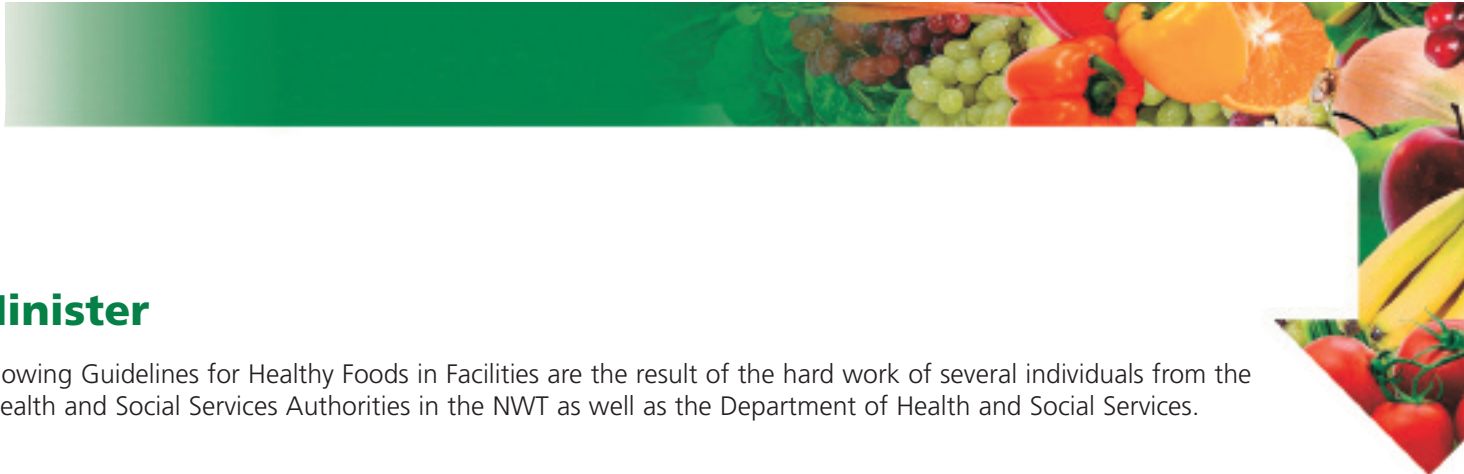 linister
owing Guidelines for Healthy Foods in Facilities are the result of the hard work of several individuals from the
ealth and Social Services Authorities in the NWT as well as the Department of Health and Social Services.